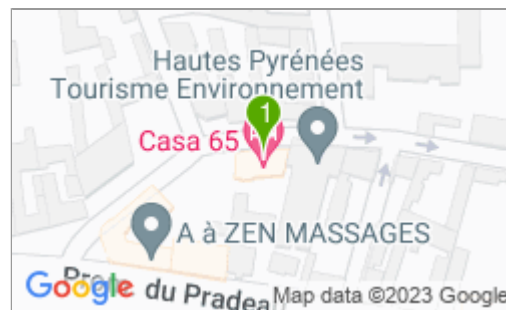 Hautes Pyrénées
Tourisme Environnement
1
Casa 65
A à ZEN MASSAGES
du Pradea
Google
Map data ©2023 Google